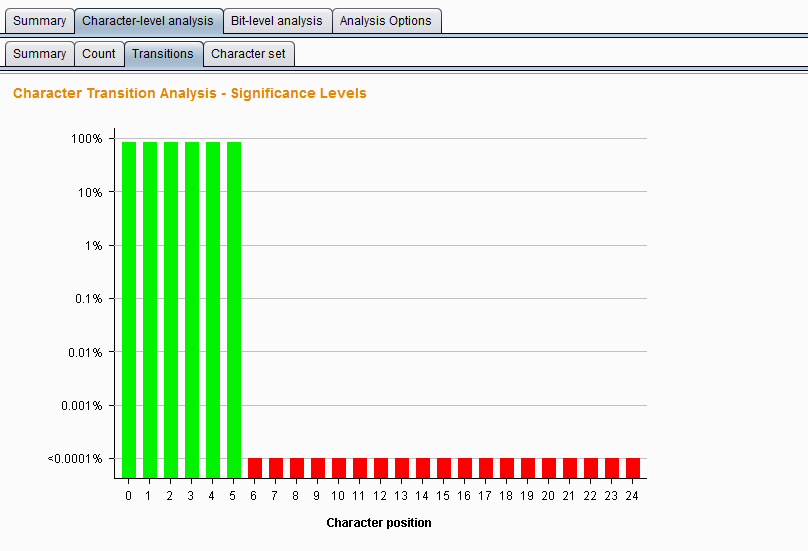 Summary Character-level analysis Bit-level analysis Analysis Options
Summary Count Transitions Character set
Character Transition Analysis - Significance Levels
100%
10%
1%
0.1%
0.01%
0.001%
<0.0001%
0 1 2 3 4 5 6 7 8 9 10 11 12 13 14 15 16 17 18 19 20 21 22 23 24
Character position